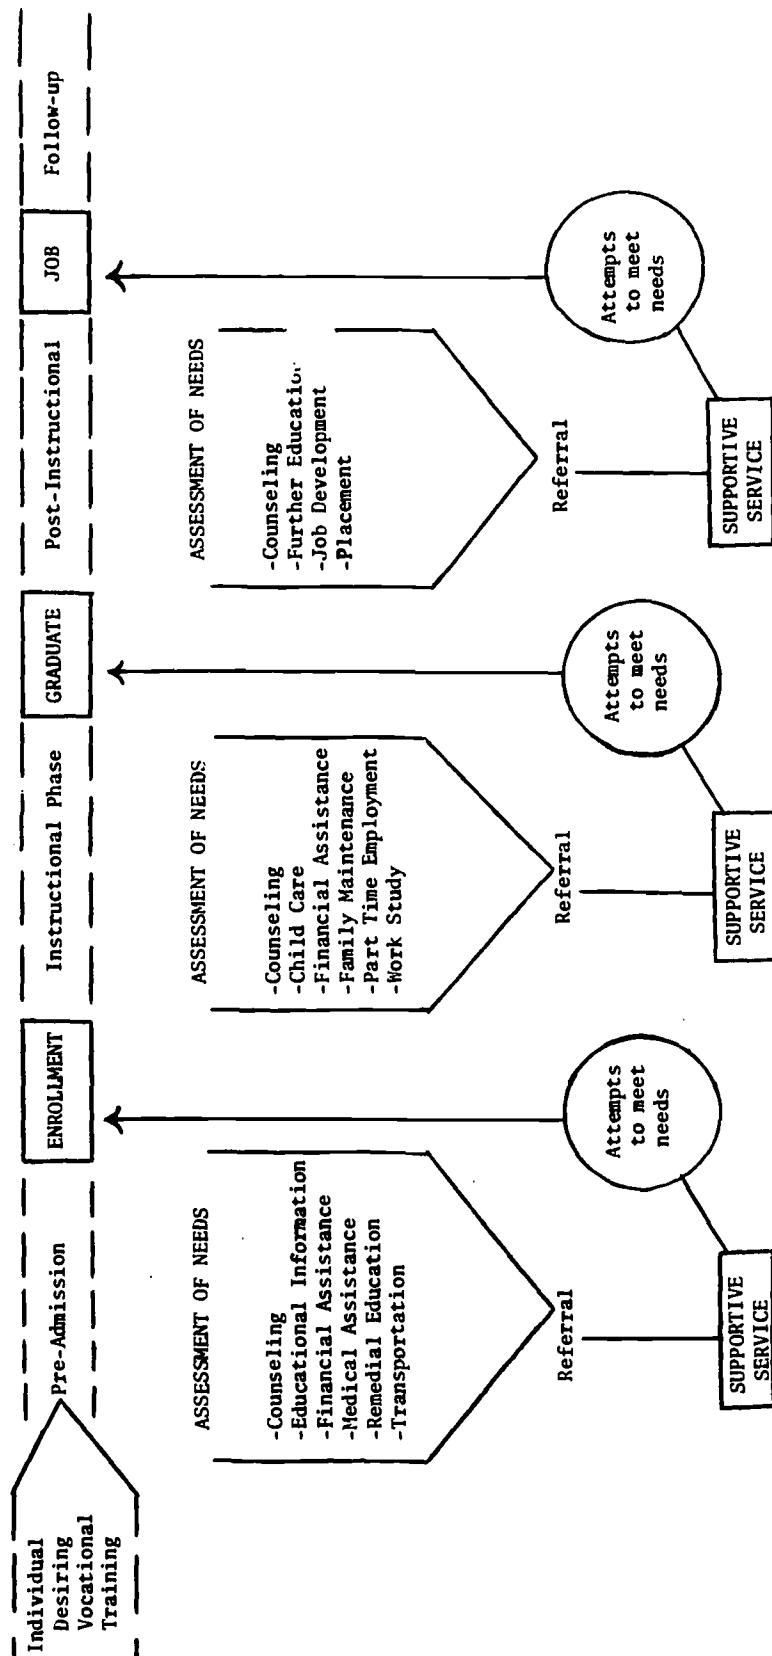 Individual
Desiring
Vocational
Training
Pre-Admission
ENROLLMENT
Instructional Phase
GRADUATE
Post-Instructional
JOB
Follow-up
ASSESSMENT OF NEEDS
-Counseling
-Educational Information
-Financial Assistance
-Medical Assistance
-Remedial Education
-Transportation
Referral
SUPPORTIVE
SERVICE
Attempts
to meet
needs
ASSESSMENT OF NEEDS
-Counseling
-Child Care
-Financial Assistance
-Family Maintenance
-Part Time Employment
-Work Study
Referral
SUPPORTIVE
SERVICE
Attempts
to meet
needs
ASSESSMENT OF NEEDS
-Counseling
-Further Education
-Job Development
-Placement
Referral
SUPPORTIVE
SERVICE
Attempts
to meet
needs